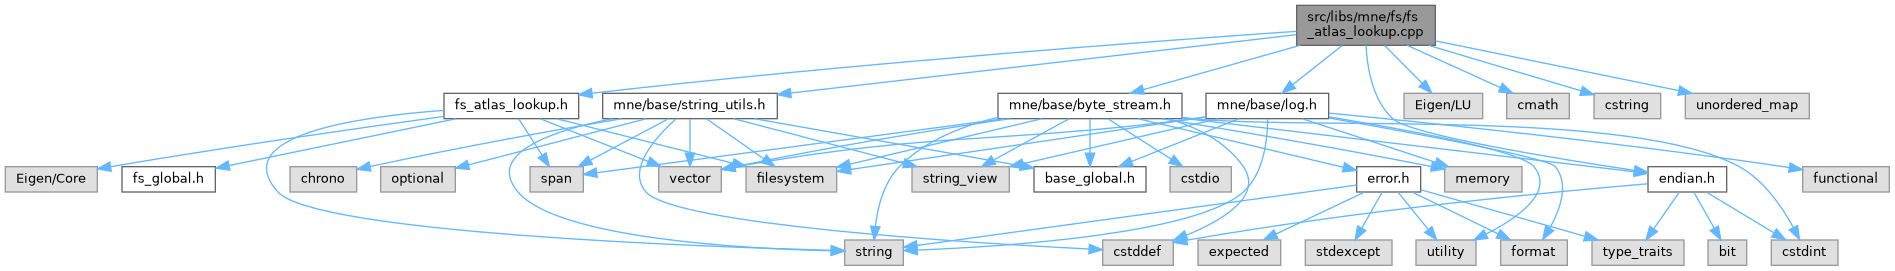 src/libs/mne/fs/fs
_atlas_lookup.cpp
fs_atlas_lookup.h
mne/base/string_utils.h
mne/base/byte_stream.h
mne/base/log.h
Eigen/LU
cmath
cstring
unordered_map
Eigen/Core
fs_global.h
chrono
optional
span
vector
filesystem
string_view
base_global.h
cstdio
error.h
memory
endian.h
functional
string
cstddef
expected
stdexcept
utility
format
type_traits
bit
cstdint